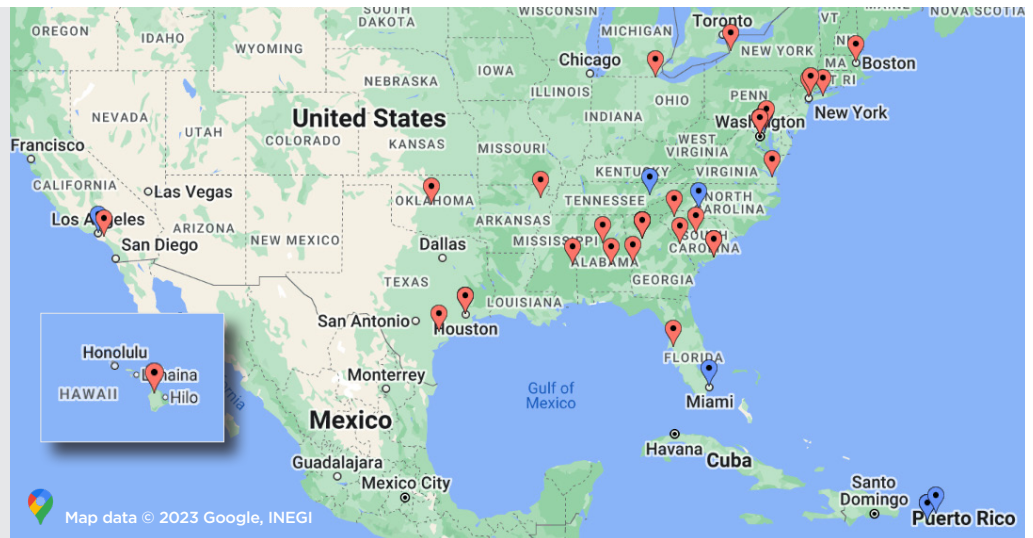 SOUTH
DAKOTA
WISCONSIN
MICHIGAN
Toronto
VT
NOVA SCOTIA
OREGON
IDAHO
WYOMING
NEW YORK
MA
Boston
CT RI
IOWA
Chicago
NEBRASKA
ILLINOIS
OHIO
PENN
New York
NEVADA
UTAH
United States
INDIANA
Washington
COLORADO
KANSAS
MISSOURI
WEST
VIRGINIA
VIRGINIA
Francisco
CALIFORNIA
Las Vegas
KENTUCKY
OKLAHOMA
TENNESSEE
NORTH
CAROLINA
Los Angeles
ARIZONA
NEW MEXICO
ARKANSAS
San Diego
Dallas
MISSISSIPPI
ALABAMA
SOUTH
CAROLINA
TEXAS
GEORGIA
LOUISIANA
San Antonio
Houston
FLORIDA
Honolulu
Lahaina
HAWAII
Hilo
Monterrey
Gulf of
Mexico
Miami
Mexico
Havana
Cuba
Guadalajara
Mexico City
Santo
Domingo
Puerto Rico
Map data © 2023 Google, INEGI